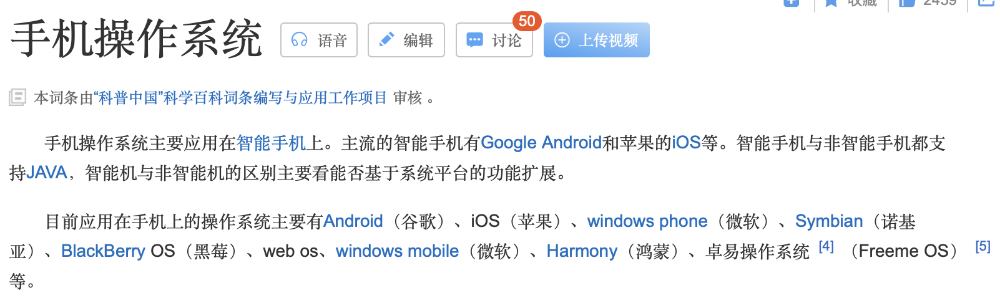 收藏 2459
手机操作系统 语音 编辑 讨论 50 上传视频
本词条由“科普中国”科学百科词条编写与应用工作项目 审核 。
手机操作系统主要应用在智能手机上。主流的智能手机有Google Android和苹果的iOS等。智能手机与非智能手机都支
持JAVA，智能机与非智能机的区别主要看能否基于系统平台的功能扩展。
目前应用在手机上的操作系统主要有Android（谷歌）、iOS（苹果）、windows phone（微软）、Symbian（诺基
亚）、BlackBerry OS（黑莓）、web os、windows mobile（微软）、Harmony（鸿蒙）、卓易操作系统 [4] （Freeme OS） [5]
等。